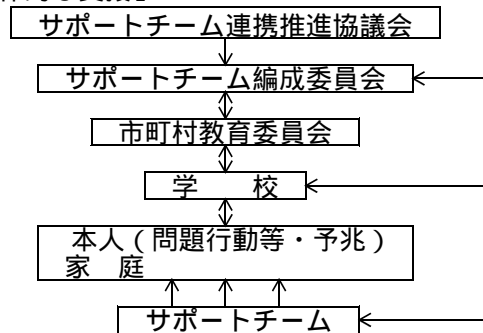 サポートチーム連携推進協議会
サポートチーム編成委員会
市町村教育委員会
学　　校
本人（問題行動等・予兆）
家　庭
サポートチーム